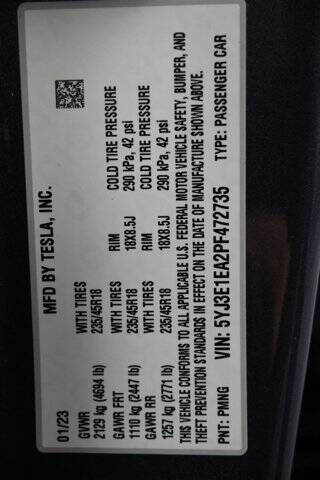 MFD BY TESLA, INC.
01/23
GVWR
2129 kg (4694 lb)
GAWR FRT WITH TIRES RIM COLD TIRE PRESSURE
1110 kg (2447 lb) 235/45R18 18X8.5J 290 kPa, 42 psi
GAWR RR WITH TIRES RIM COLD TIRE PRESSURE
1257 kg (2771 lb) 235/45R18 18X8.5J 290 kPa, 42 psi
THIS VEHICLE CONFORMS TO ALL APPLICABLE U.S. FEDERAL MOTOR VEHICLE SAFETY, BUMPER, AND
THEFT PREVENTION STANDARDS IN EFFECT ON THE DATE OF MANUFACTURE SHOWN ABOVE.
PNT: PMNG VIN: 5YJ3E1EA2PF472735 TYPE: PASSENGER CAR